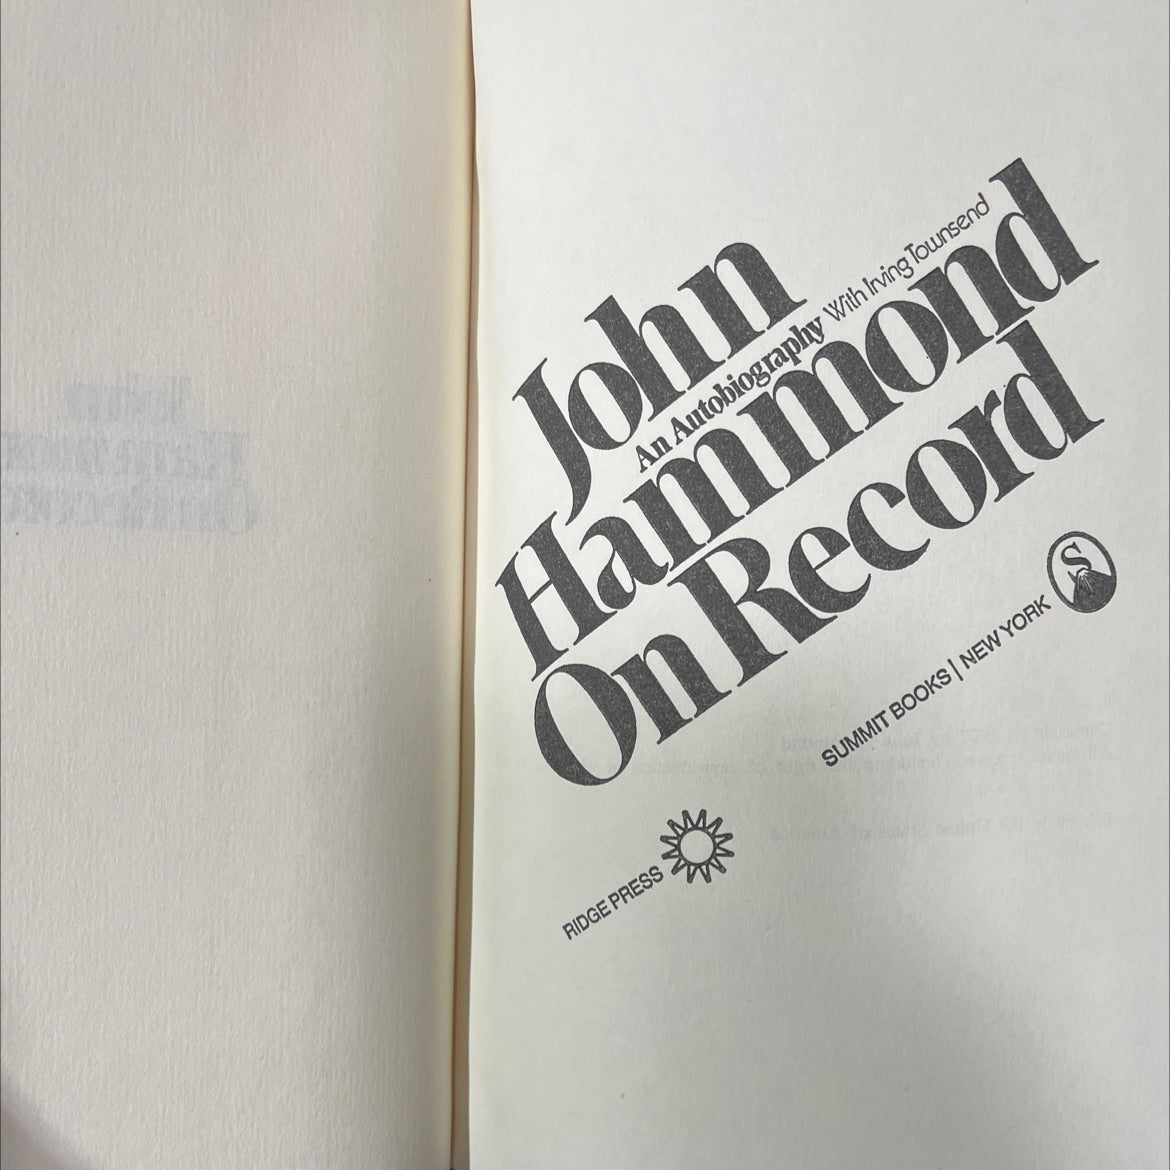 John
An Autobiography With Irving Townsend
Hammond
On Record
S
SUMMIT BOOKS | NEW YORK
RIDGE PRESS